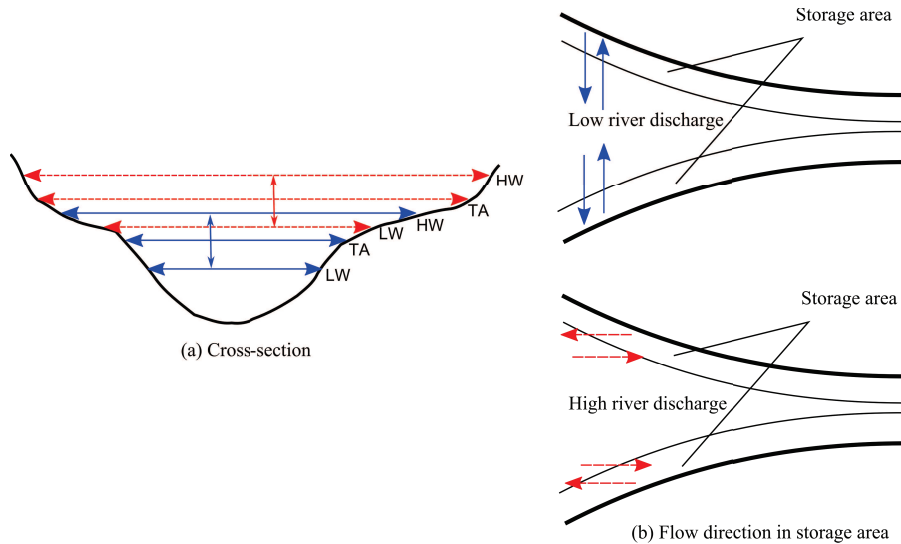 HW
TA
LW
HW
TA
LW
(a) Cross-section
Storage area
Low river discharge
Storage area
High river discharge
(b) Flow direction in storage area